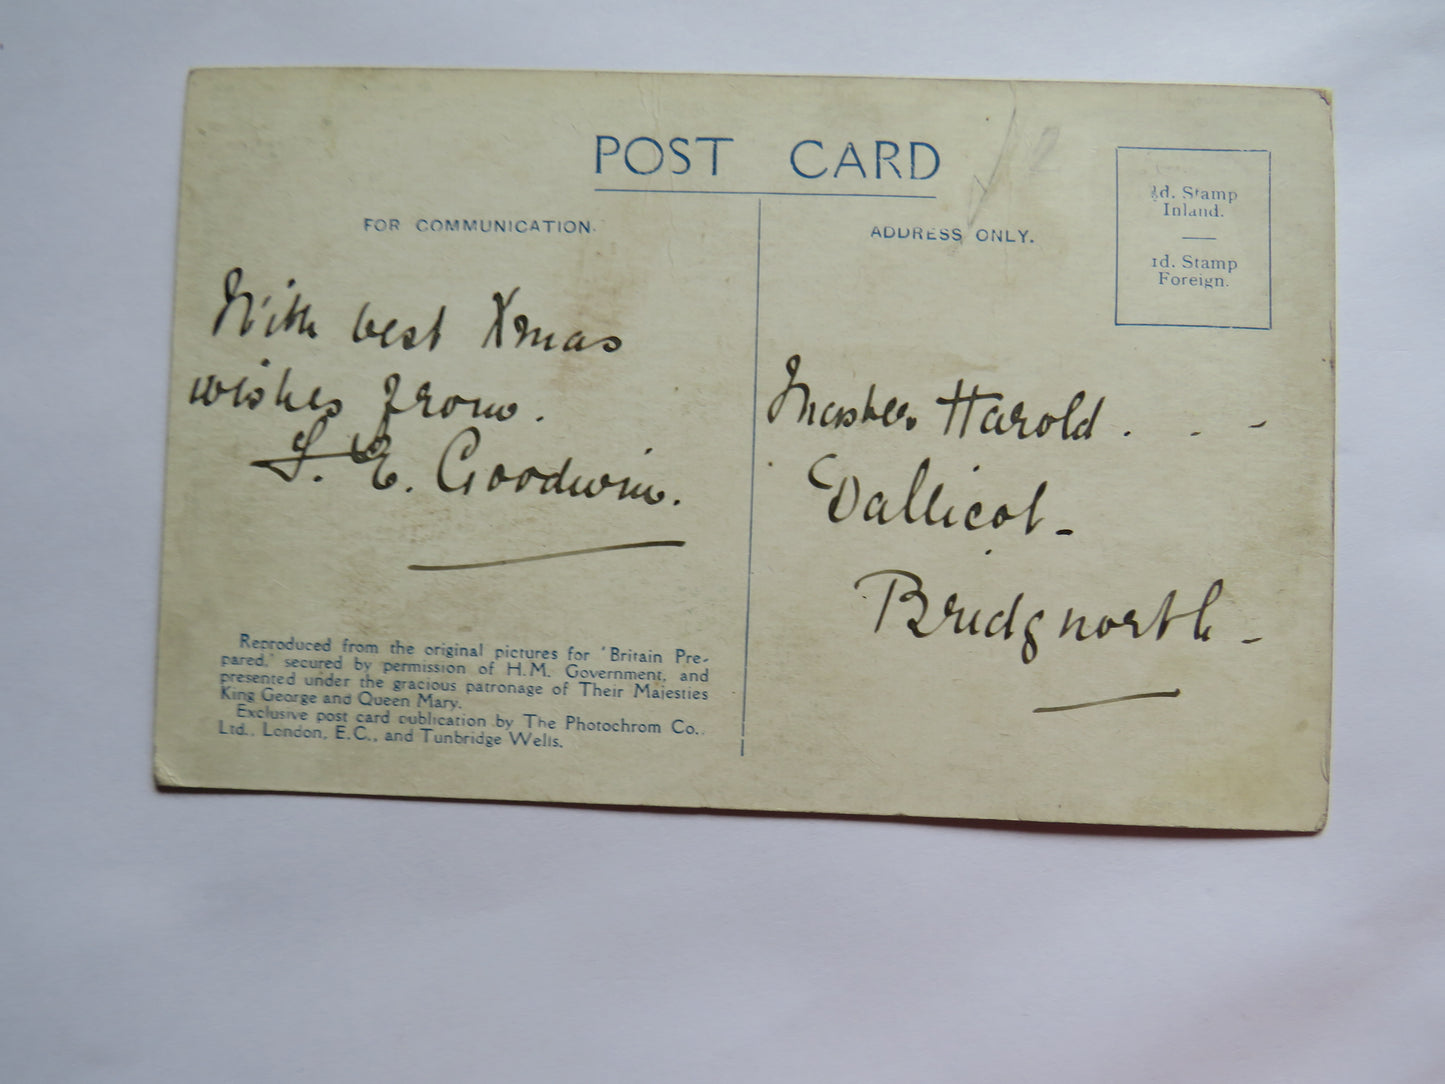 POST CARD
FOR COMMUNICATION.
ADDRESS ONLY.
½d. Stamp
Inland.
1d. Stamp
Foreign.
With best Xmas
wishes from.
E. Goodwin.
Master Harold . . -
Dallicot -
Bridgnorth -
Reproduced from the original pictures for 'Britain Pre-
pared,' secured by permission of H.M. Government, and
presented under the gracious patronage of Their Majesties
King George and Queen Mary.
Exclusive post card publication by The Photochrom Co.,
Ltd., London, E.C., and Tunbridge Wells.